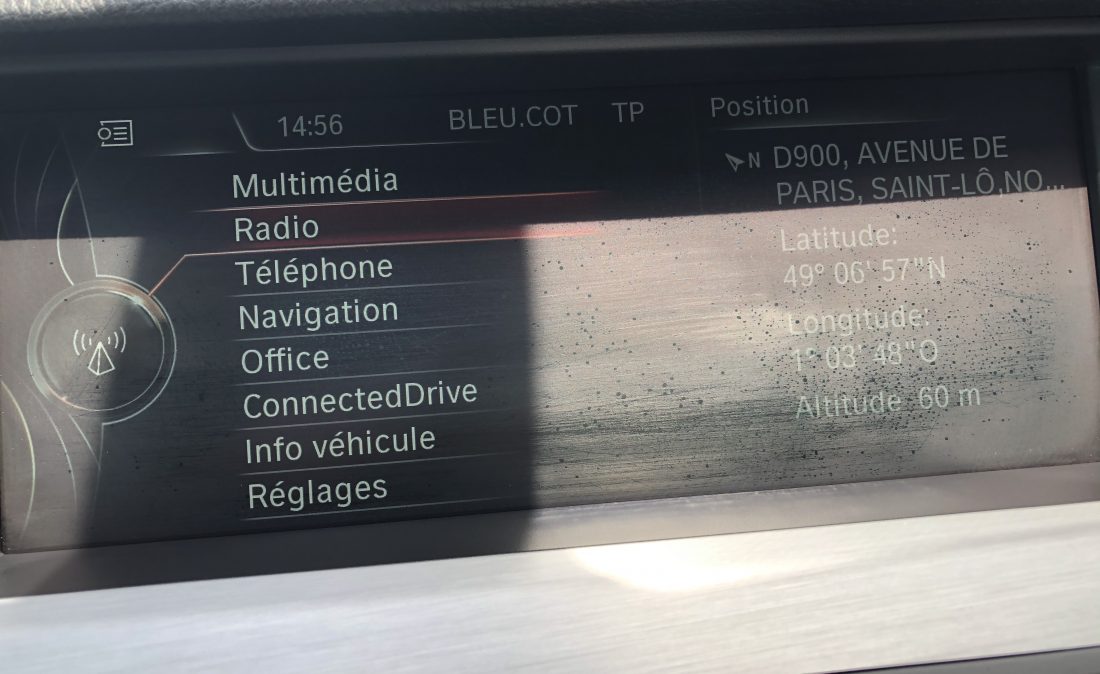 14:56 BLEU.COT TP
Multimédia
Radio
Téléphone
Navigation
Office
ConnectedDrive
Info véhicule
Réglages
Position
N D900, AVENUE DE
PARIS, SAINT-LÔ,NO...
Latitude:
49° 06' 57"N
Longitude:
1° 03' 48"O
Altitude 60 m